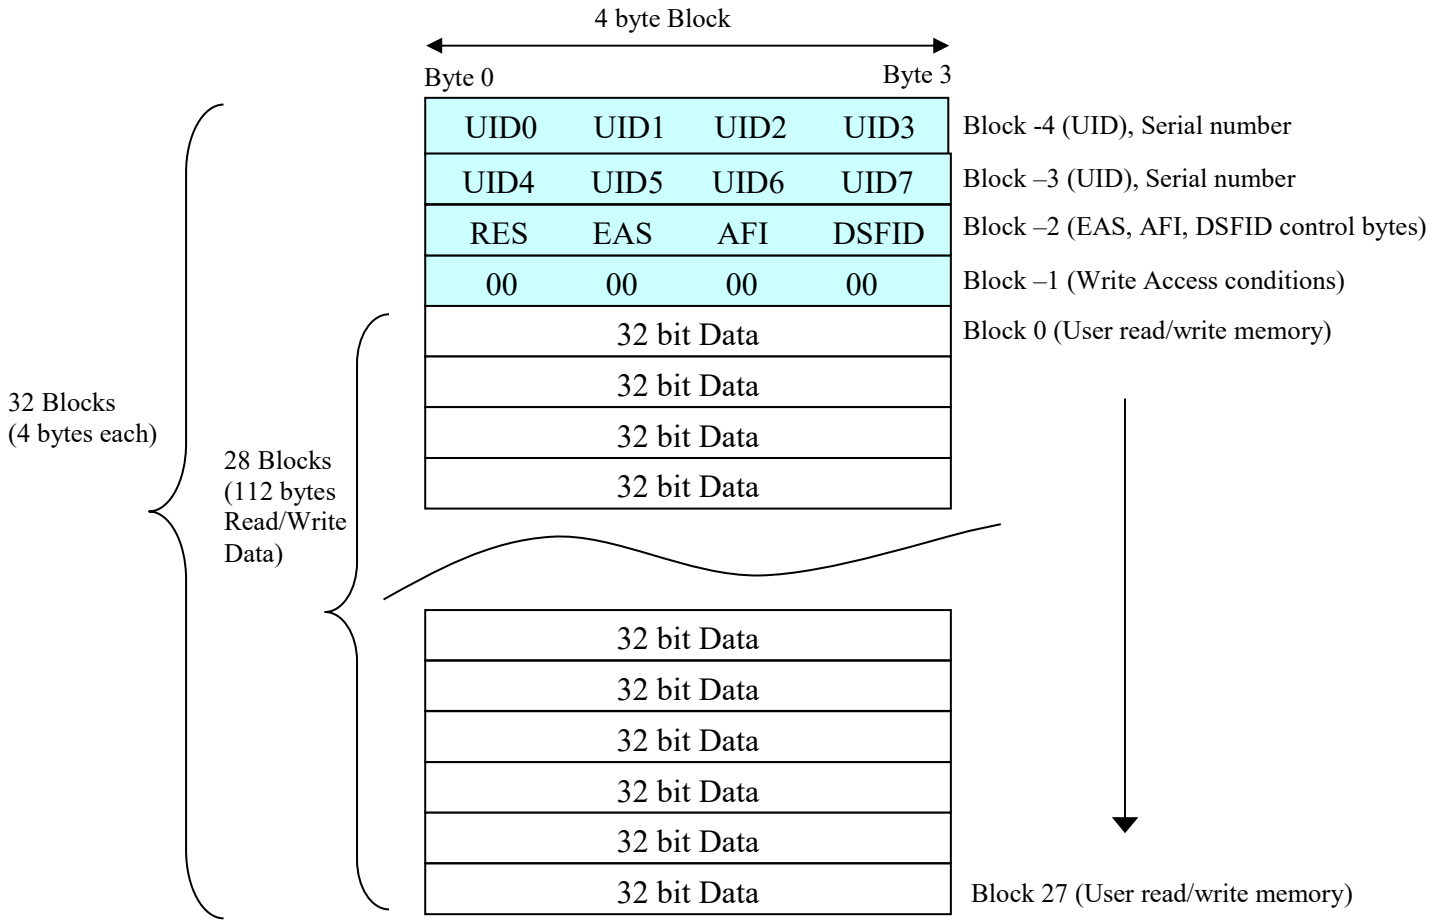 4 byte Block
Byte 0 Byte 3
UID0 UID1 UID2 UID3 Block -4 (UID), Serial number
UID4 UID5 UID6 UID7 Block –3 (UID), Serial number
RES EAS AFI DSFID Block –2 (EAS, AFI, DSFID control bytes)
00 00 00 00 Block –1 (Write Access conditions)
32 bit Data Block 0 (User read/write memory)
32 bit Data
32 bit Data
32 bit Data
32 Blocks
(4 bytes each)
28 Blocks
(112 bytes
Read/Write
Data)
32 bit Data
32 bit Data
32 bit Data
32 bit Data
32 bit Data
32 bit Data Block 27 (User read/write memory)